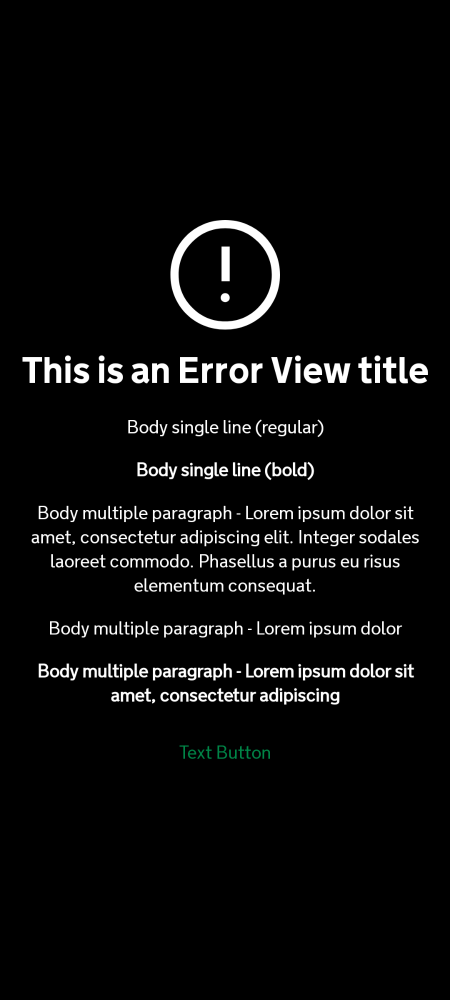 This is an Error View title
Body single line (regular)
Body single line (bold)
Body multiple paragraph - Lorem ipsum dolor sit
amet, consectetur adipiscing elit. Integer sodales
laoreet commodo. Phasellus a purus eu risus
elementum consequat.
Body multiple paragraph - Lorem ipsum dolor
Body multiple paragraph - Lorem ipsum dolor sit
amet, consectetur adipiscing
Text Button